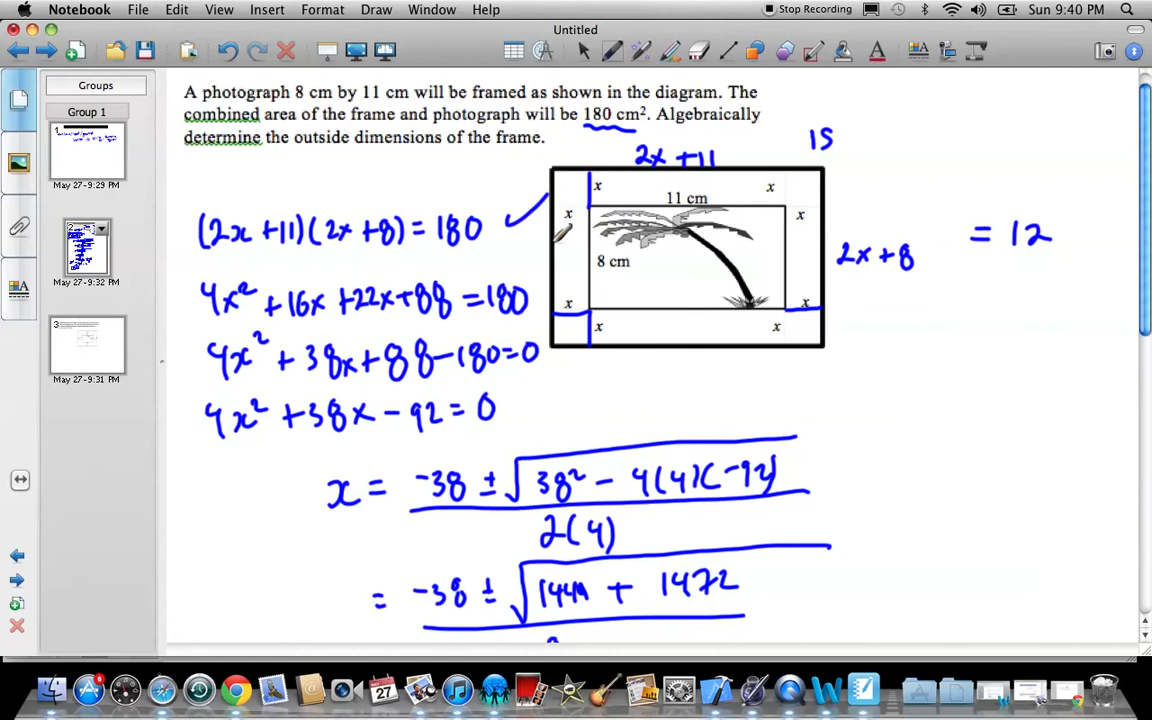 Notebook File Edit View Insert Format Draw Window Help Stop Recording Sun 9:40 PM
Untitled
Groups
Group 1
May 27-9:29 PM
May 27-9:32 PM
May 27-9:31 PM
A photograph 8 cm by 11 cm will be framed as shown in the diagram. The
combined area of the frame and photograph will be 180 cm². Algebraically
determine the outside dimensions of the frame.
15
2x + 11
x x
11 cm
x x
(2x +11)(2x +8) = 180
= 12
2x + 8
8 cm
4x² + 16x + 22x + 88 = 180
x x
x x
4x² + 38x + 88 - 180 = 0
4x² + 38x - 92 = 0
x = -38 ± √38² - 4(4)(-92)
2(4)
= -38 ± √1444 + 1472
27